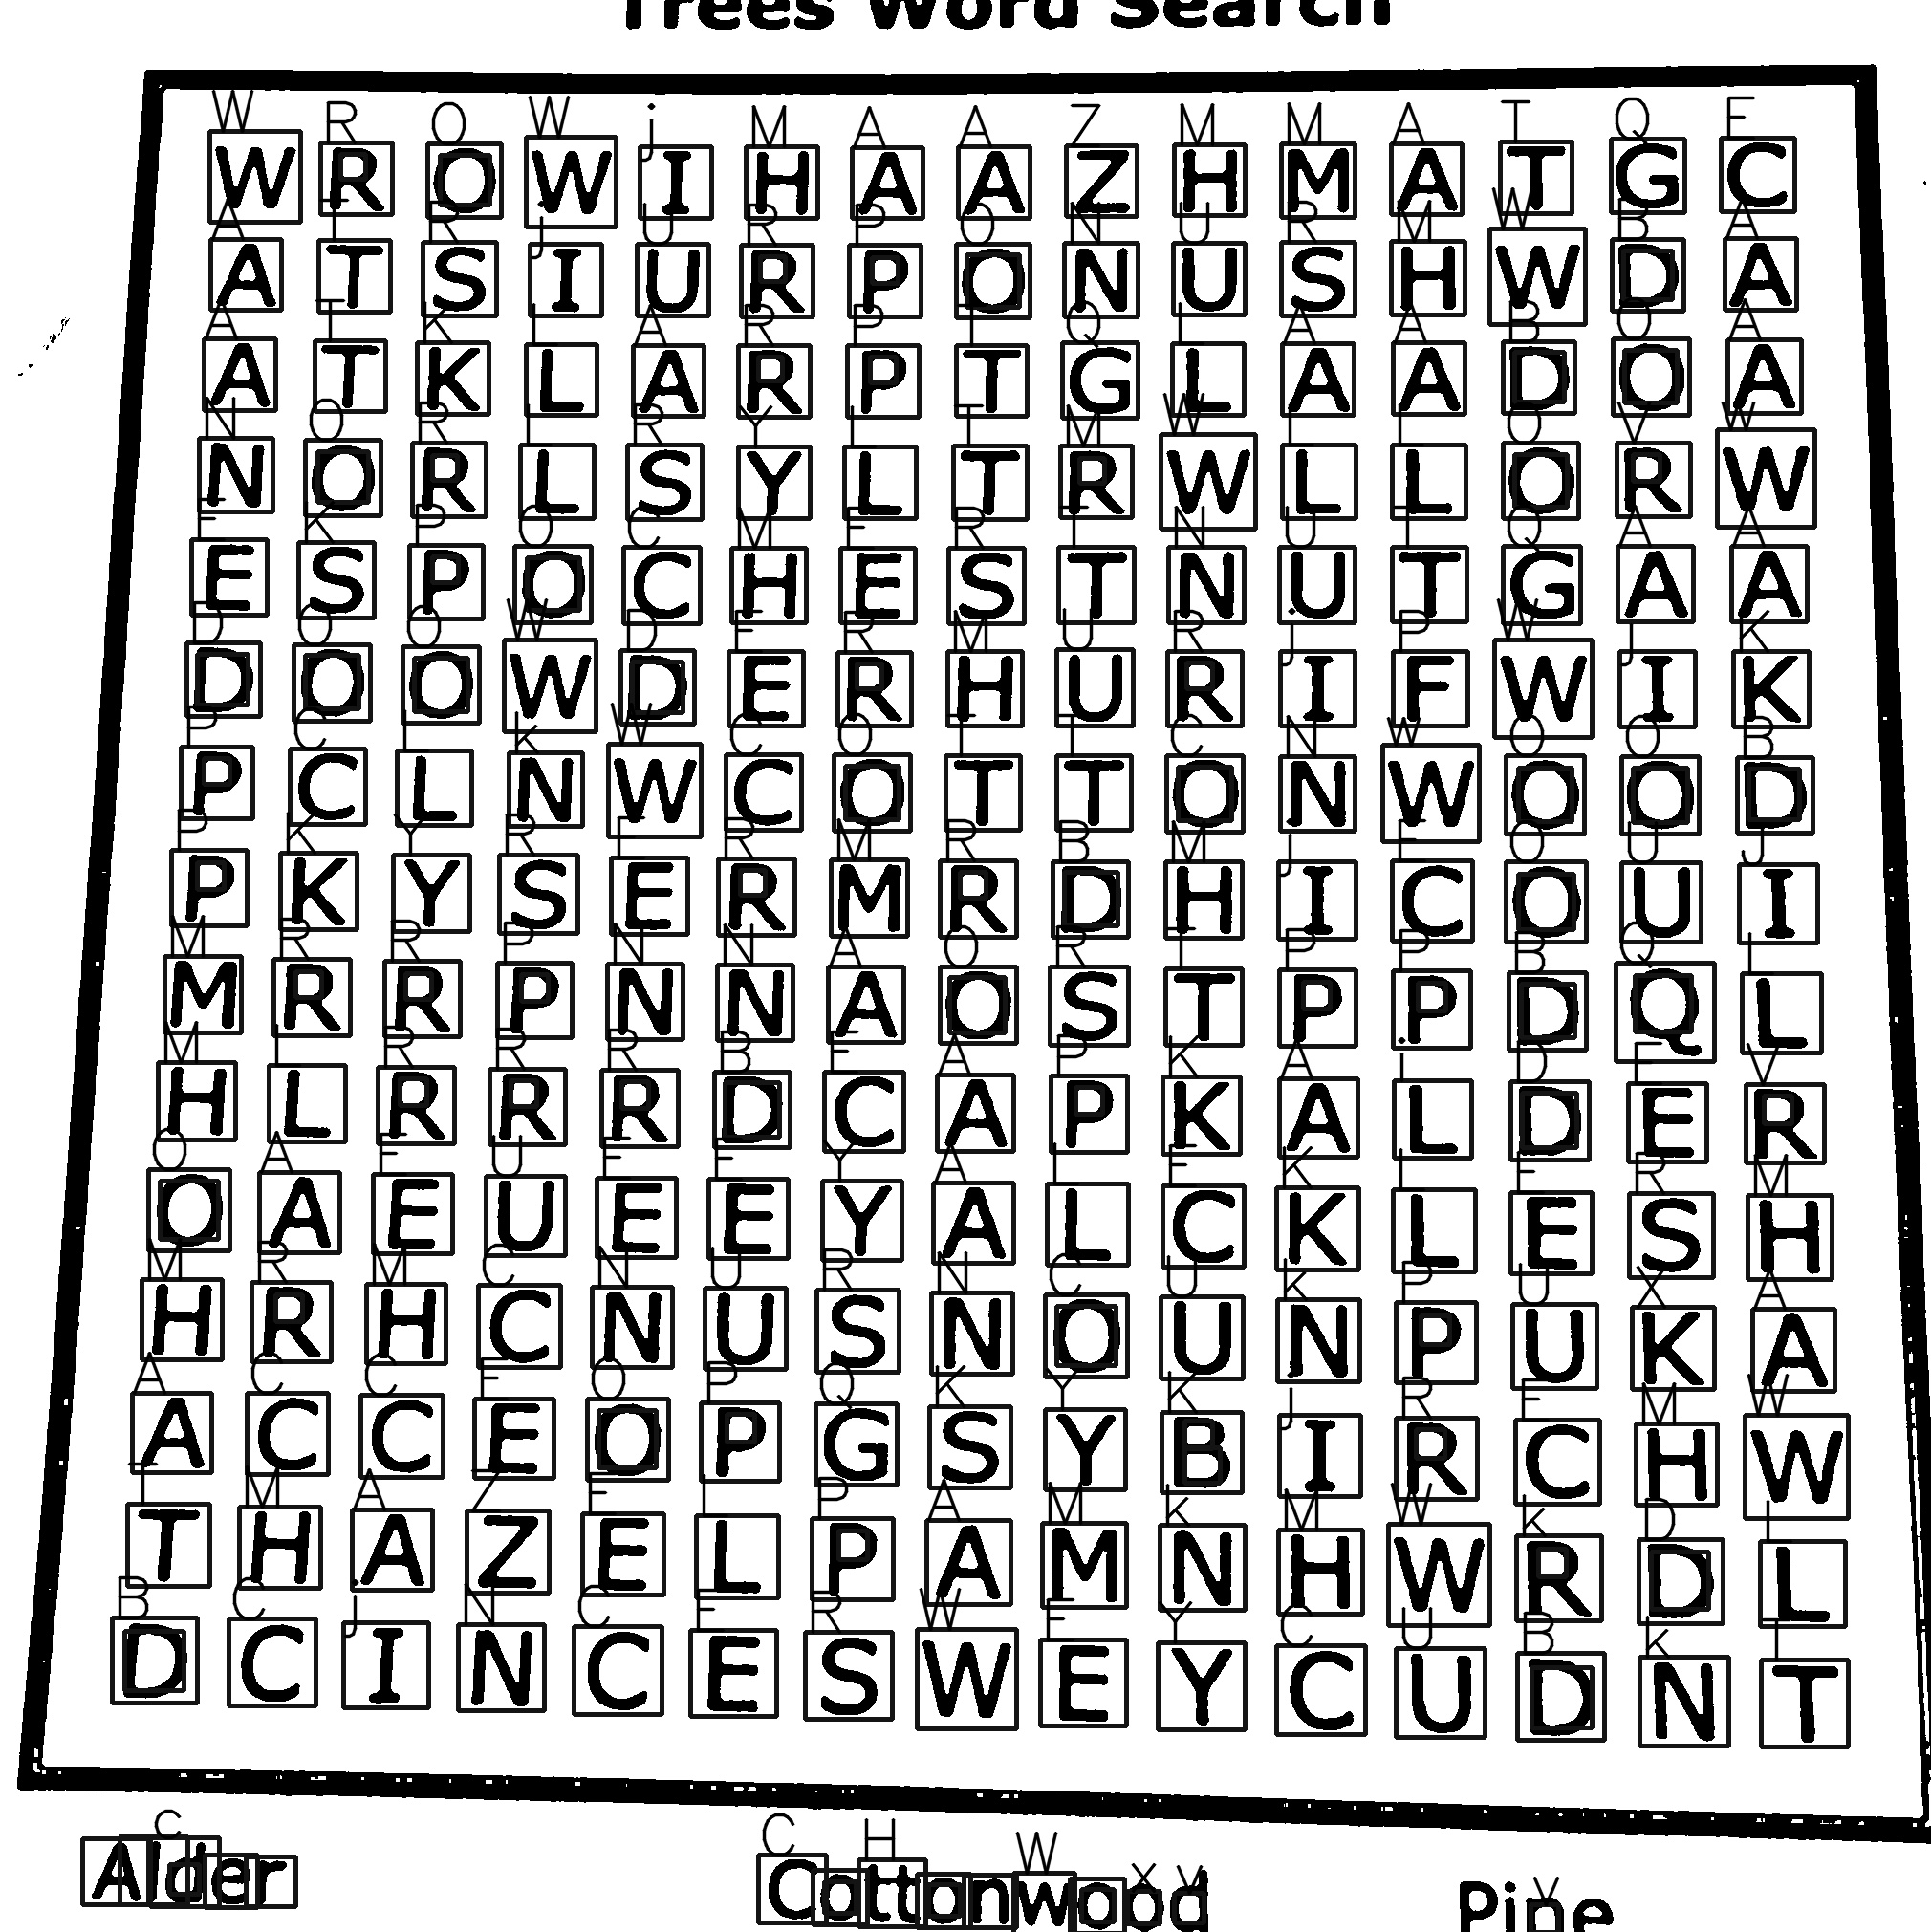 Trees Word Search
W R O W I H A A Z H M A T G C
A T S I U R P O N U S H W D A
A T K L A R P T G L A A D O A
N O R L S Y L T R W L L O R W
E S P O C H E S T N U T G A A
D O O W D E R H U R I F W I K
P C L N W C O T T O N W O O D
P K Y S E R M R D H I C O U I
M R R P N N A O S T P P D Q L
H L R R R D C A P K A L D E R
O A E U E E Y A L C K L E S H
H R H C N U S N O U N P U K A
A C C E O P G S Y B I R C H W
T H A Z E L P A M N H W R D L
D C I N C E S W E Y C U D N T
Alder Cottonwood Pine